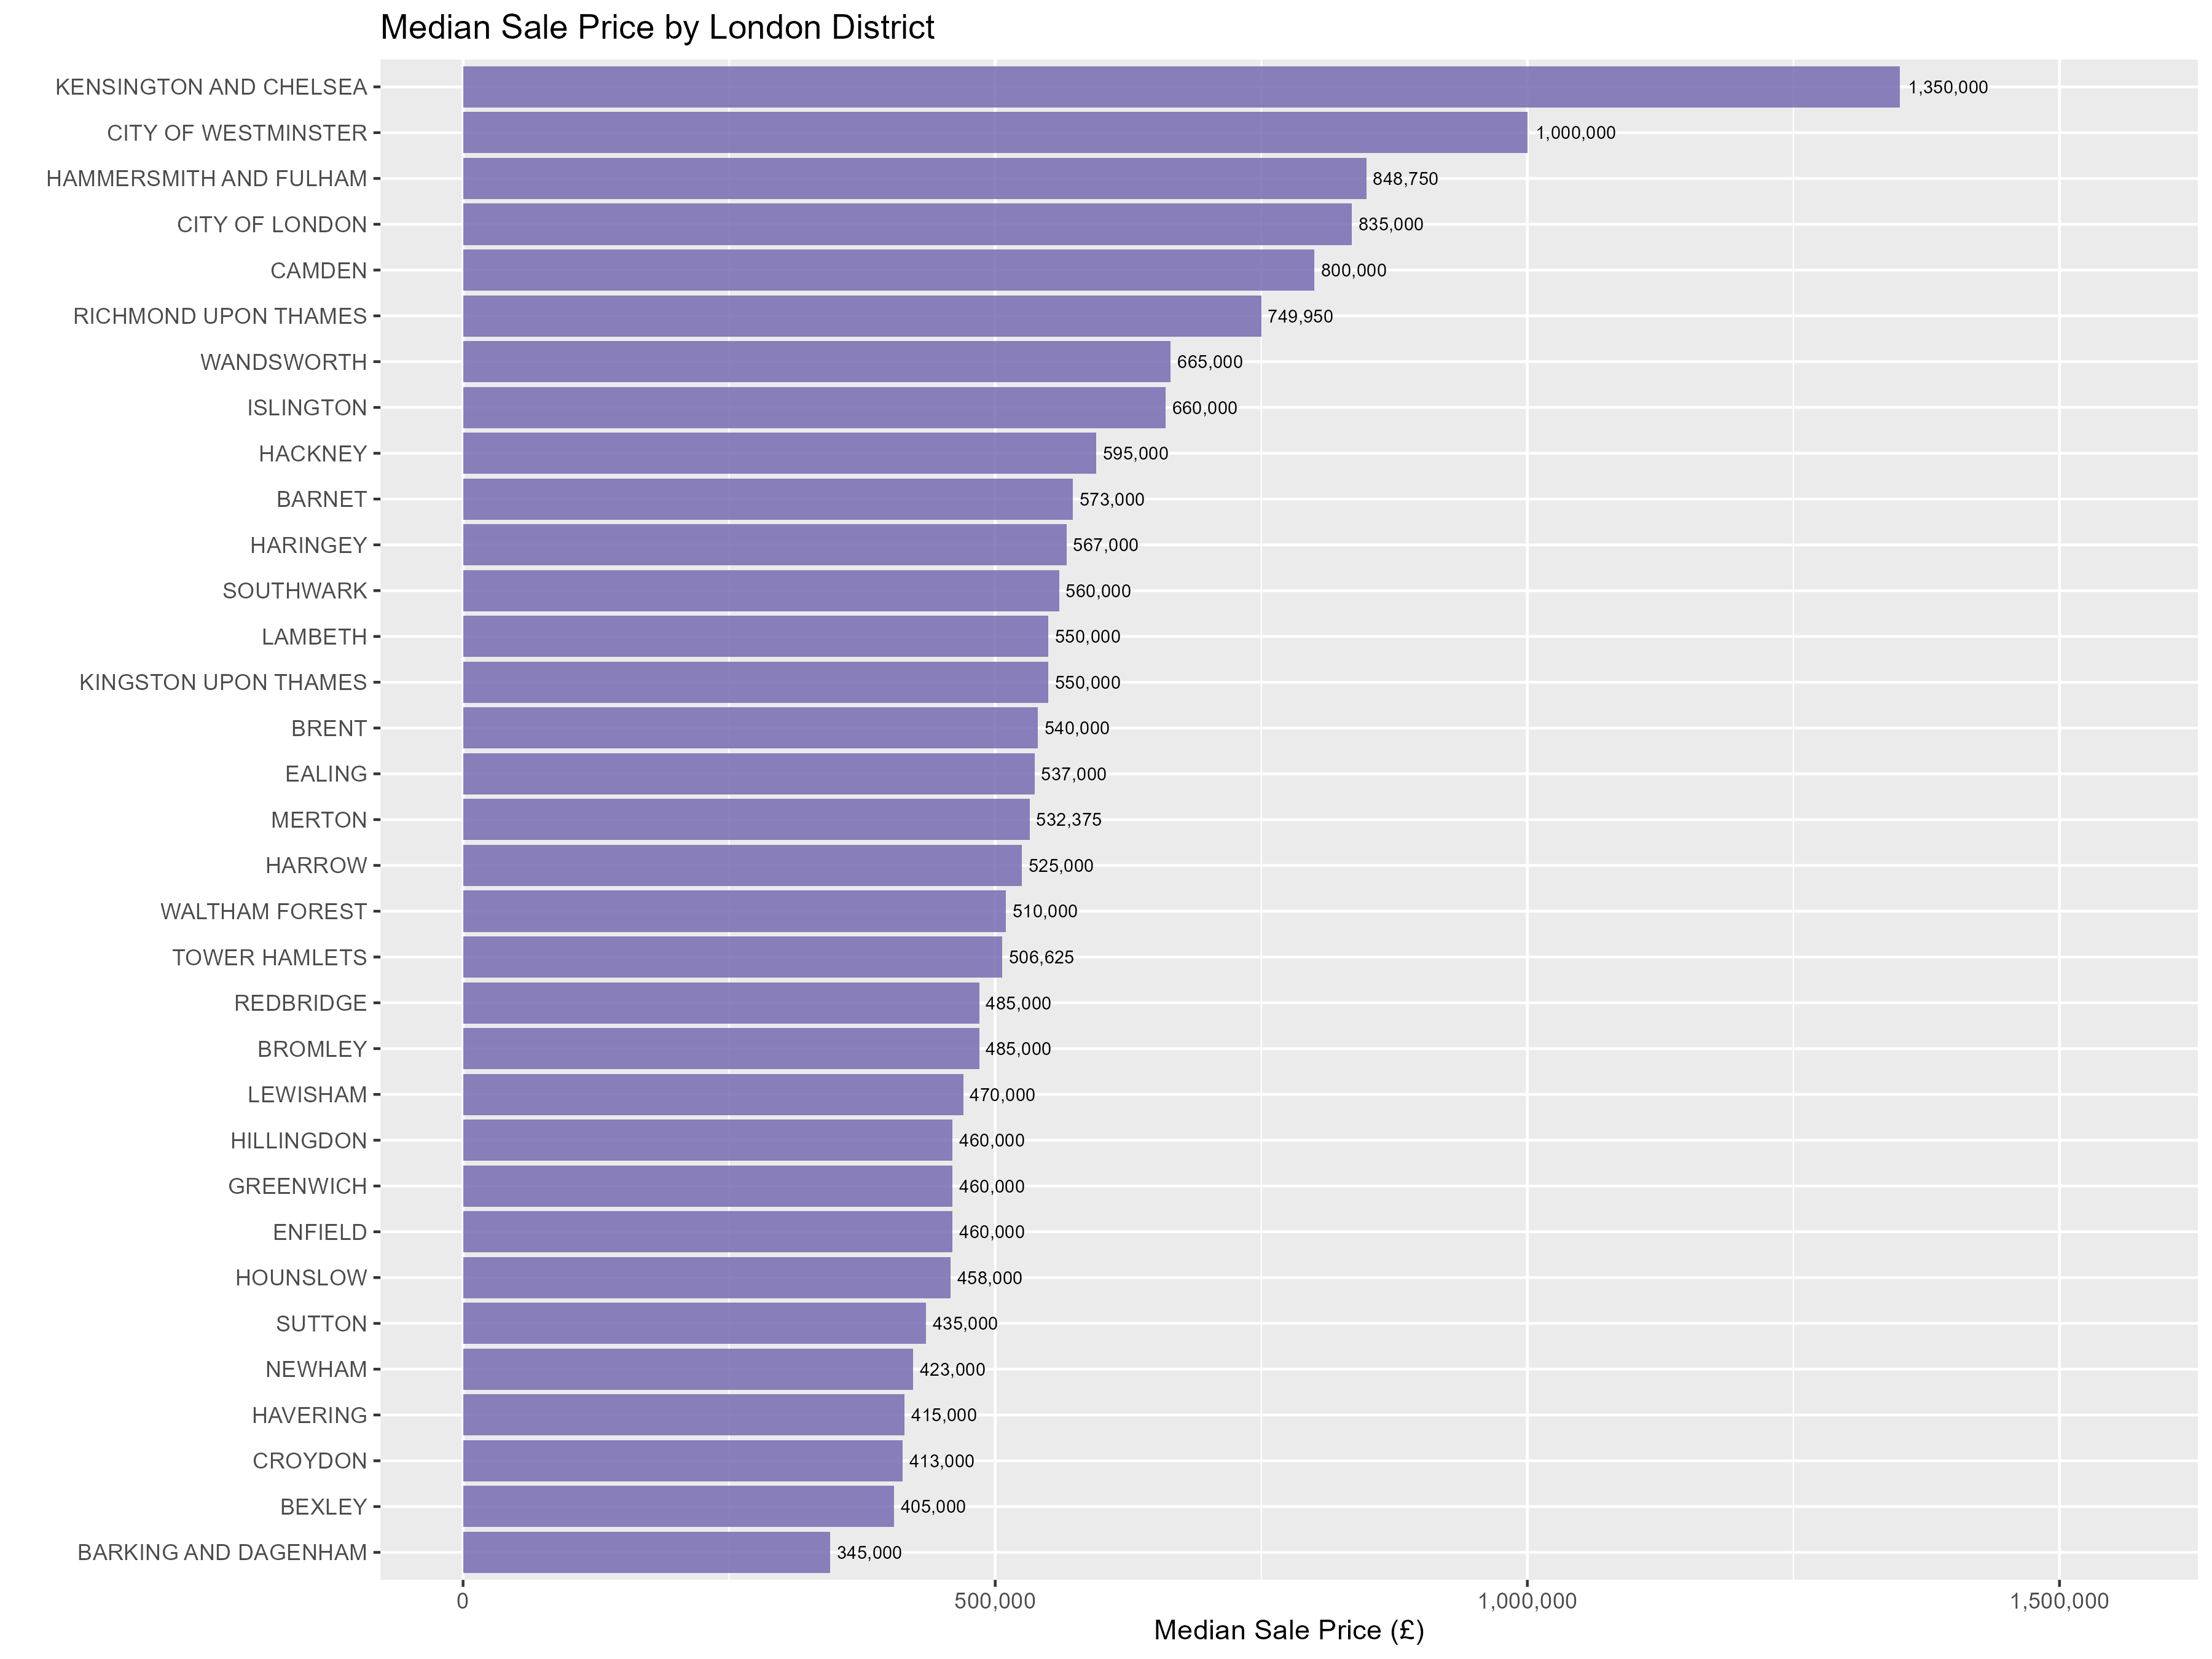 Median Sale Price by London District
KENSINGTON AND CHELSEA 1,350,000
CITY OF WESTMINSTER 1,000,000
HAMMERSMITH AND FULHAM 848,750
CITY OF LONDON 835,000
CAMDEN 800,000
RICHMOND UPON THAMES 749,950
WANDSWORTH 665,000
ISLINGTON 660,000
HACKNEY 595,000
BARNET 573,000
HARINGEY 567,000
SOUTHWARK 560,000
LAMBETH 550,000
KINGSTON UPON THAMES 550,000
BRENT 540,000
EALING 537,000
MERTON 532,375
HARROW 525,000
WALTHAM FOREST 510,000
TOWER HAMLETS 506,625
REDBRIDGE 485,000
BROMLEY 485,000
LEWISHAM 470,000
HILLINGDON 460,000
GREENWICH 460,000
ENFIELD 460,000
HOUNSLOW 458,000
SUTTON 435,000
NEWHAM 423,000
HAVERING 415,000
CROYDON 413,000
BEXLEY 405,000
BARKING AND DAGENHAM 345,000
0 500,000 1,000,000 1,500,000
Median Sale Price (£)